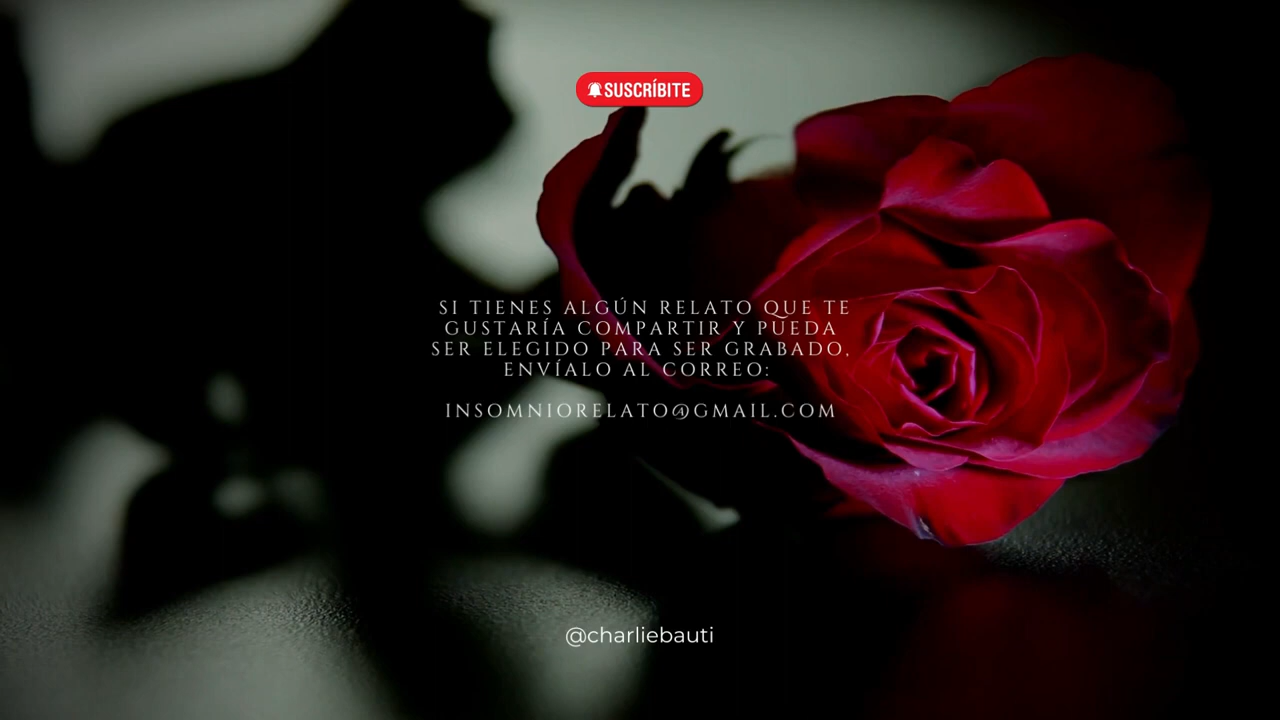 SUSCRÍBITE
SI TIENES ALGÚN RELATO QUE TE
GUSTARÍA COMPARTIR Y PUEDA
SER ELEGIDO PARA SER GRABADO,
ENVÍALO AL CORREO:
INSOMNIORELATO@GMAIL.COM
@charliebauti